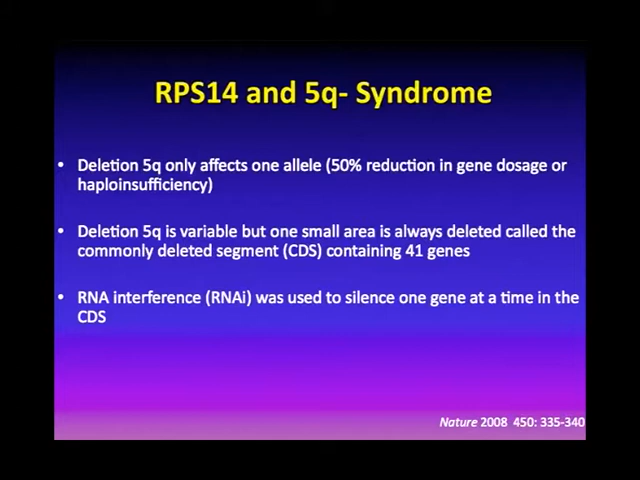 RPS14 and 5q- Syndrome
• Deletion 5q only affects one allele (50% reduction in gene dosage or
haploinsufficiency)
• Deletion 5q is variable but one small area is always deleted called the
commonly deleted segment (CDS) containing 41 genes
• RNA interference (RNAi) was used to silence one gene at a time in the
CDS
Nature 2008 450: 335-340